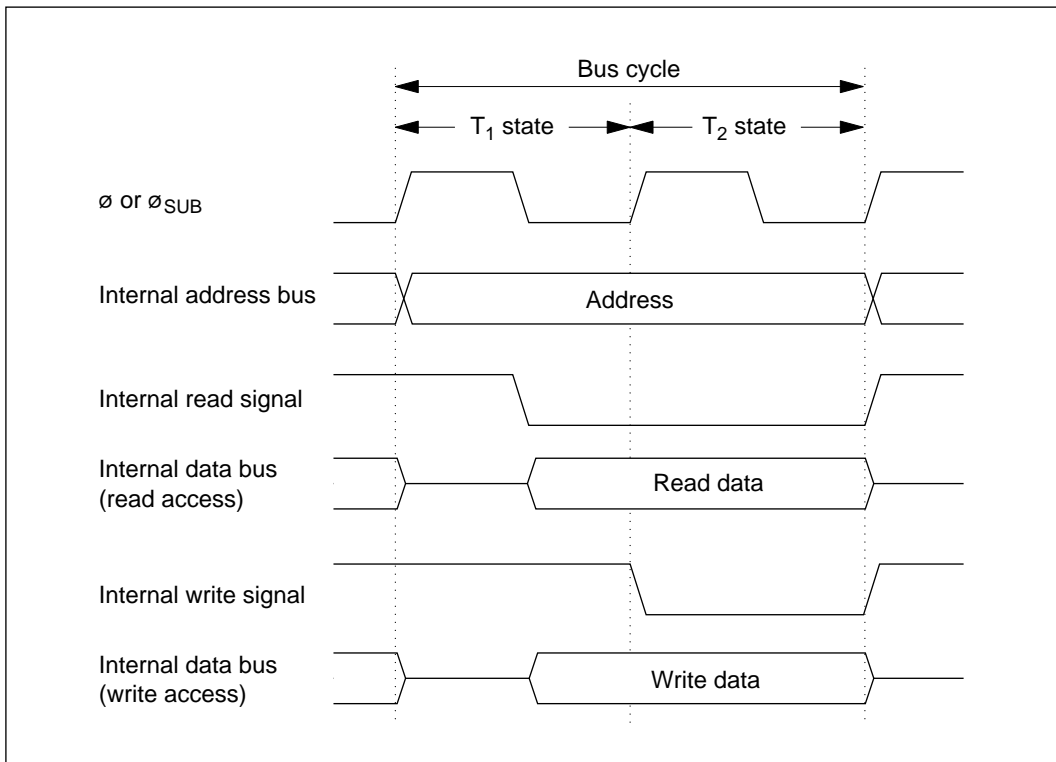 Bus cycle
T1 state
T2 state
ø or øSUB
Internal address bus
Address
Internal read signal
Internal data bus
(read access)
Read data
Internal write signal
Internal data bus
(write access)
Write data